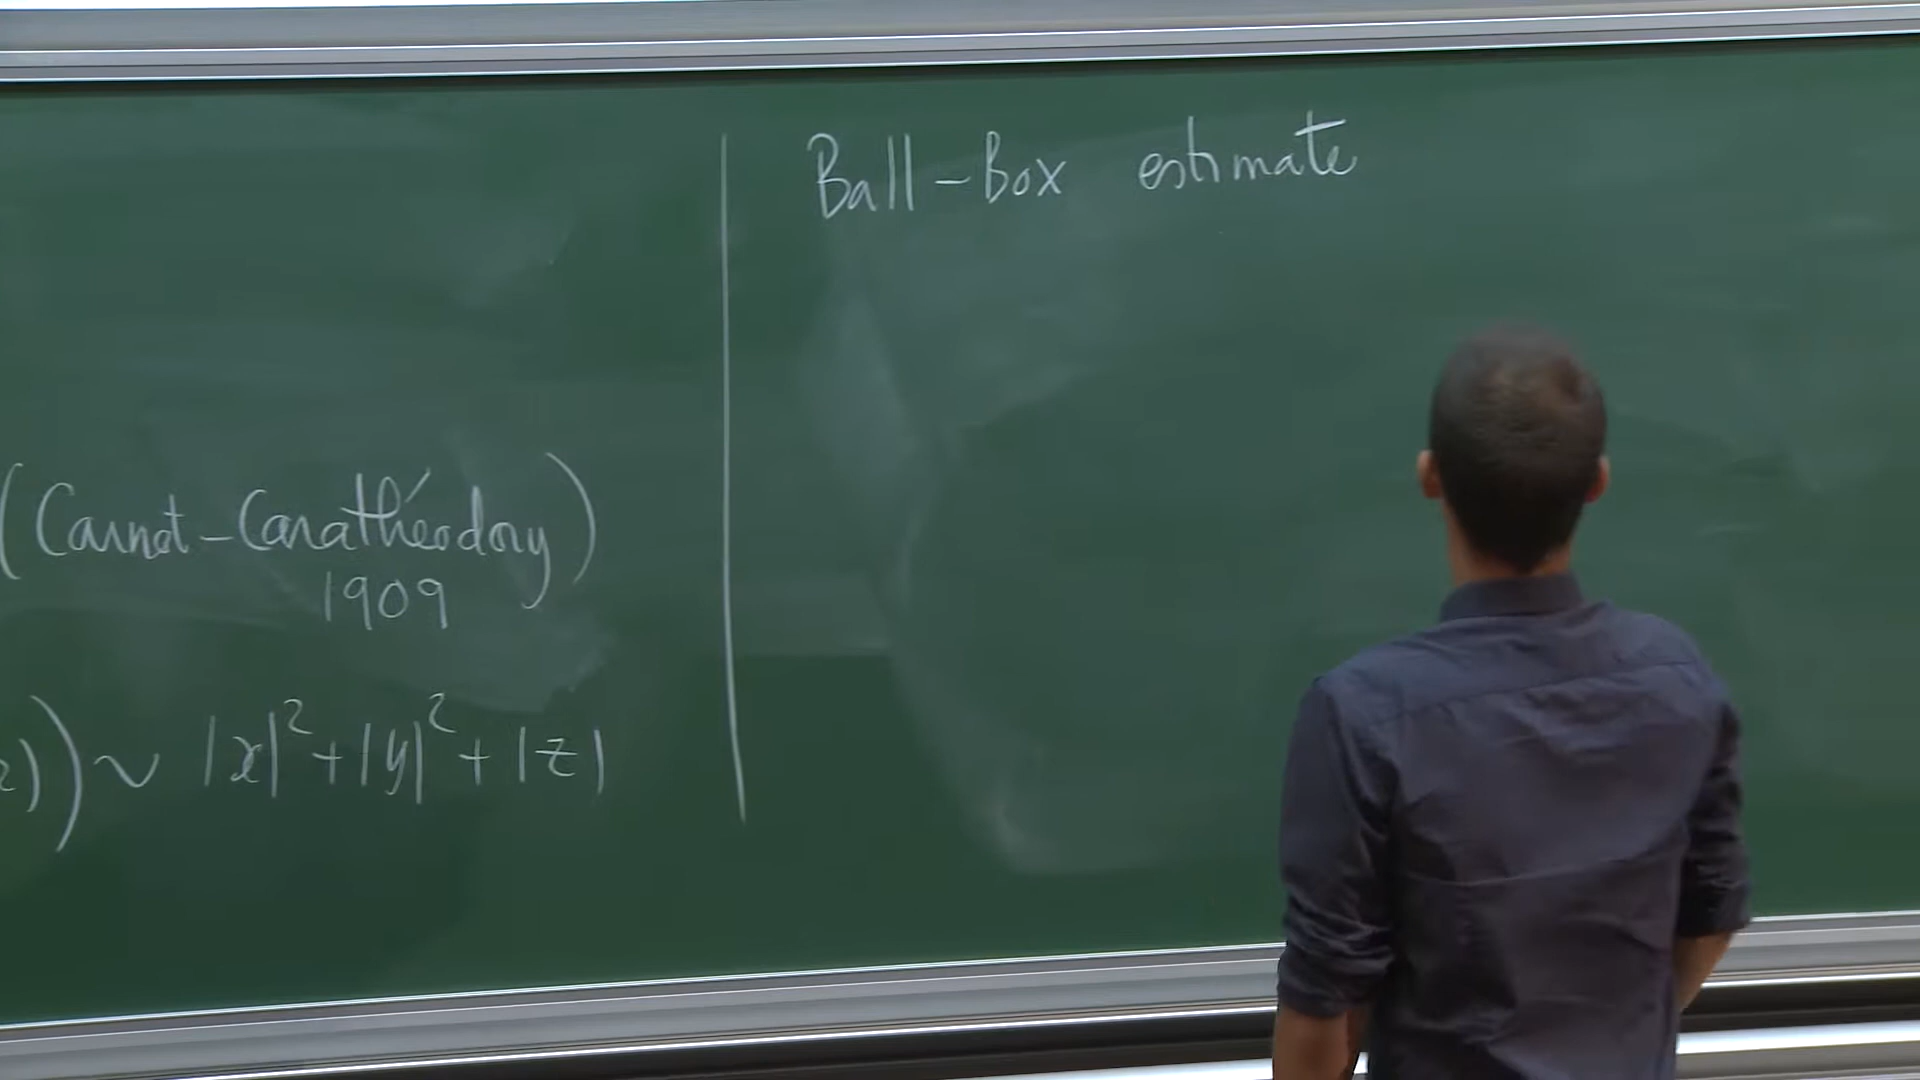 (Carnot-Carathéodory)
1909
)) ~ |x|²+|y|²+|z|
Ball-Box estimate